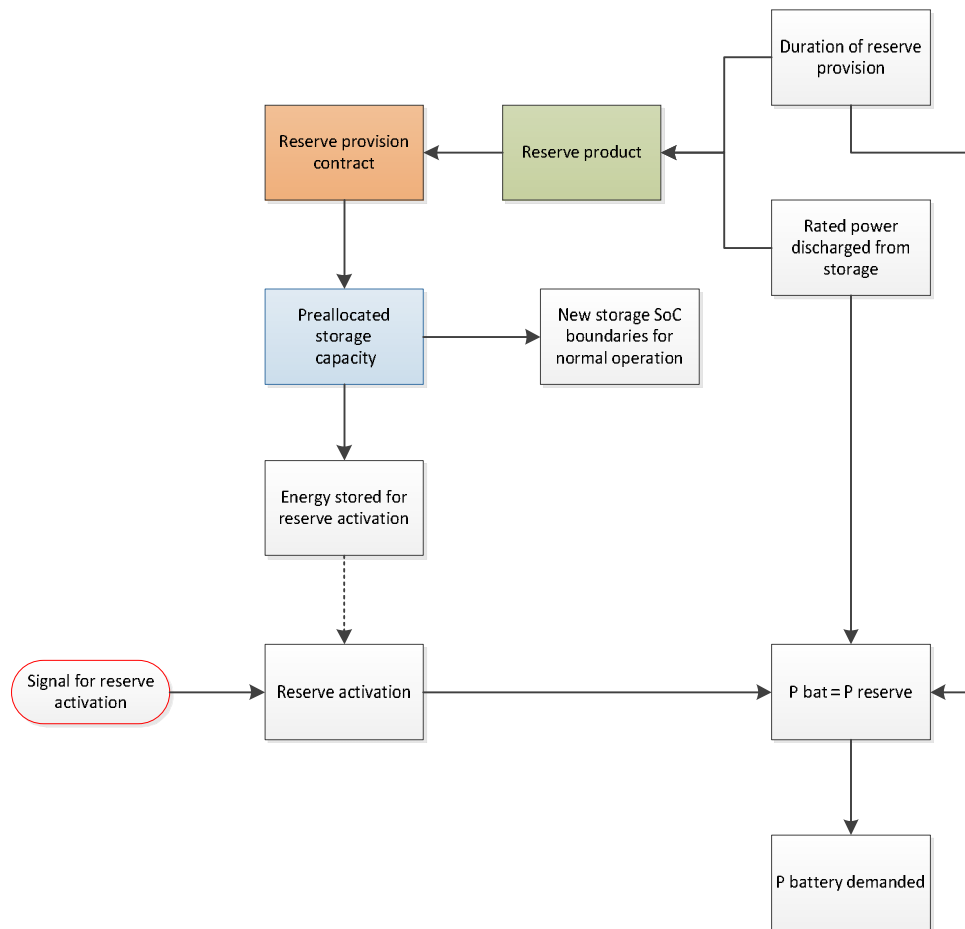 Duration of reserve
provision
Reserve provision
contract
Reserve product
Rated power
discharged from
storage
Preallocated
storage
capacity
New storage SoC
boundaries for
normal operation
Energy stored for
reserve activation
Signal for reserve
activation
Reserve activation
P bat = P reserve
P battery demanded